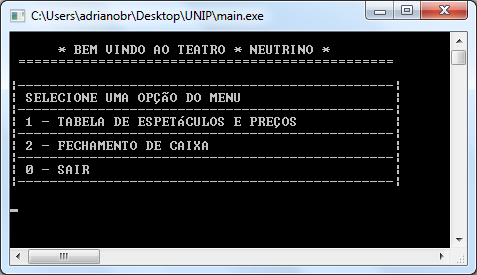 C:\Users\adrianobr\Desktop\UNIP\main.exe
* BEM VINDO AO TEATRO * NEUTRINO *
===============================================
¦-----------------------------------------------¦
¦ SELECIONE UMA OPÇãO DO MENU ¦
¦-----------------------------------------------¦
¦ 1 - TABELA DE ESPETáCULOS E PREÇOS ¦
¦-----------------------------------------------¦
¦ 2 - FECHAMENTO DE CAIXA ¦
¦-----------------------------------------------¦
¦ 0 - SAIR ¦
¦-----------------------------------------------¦